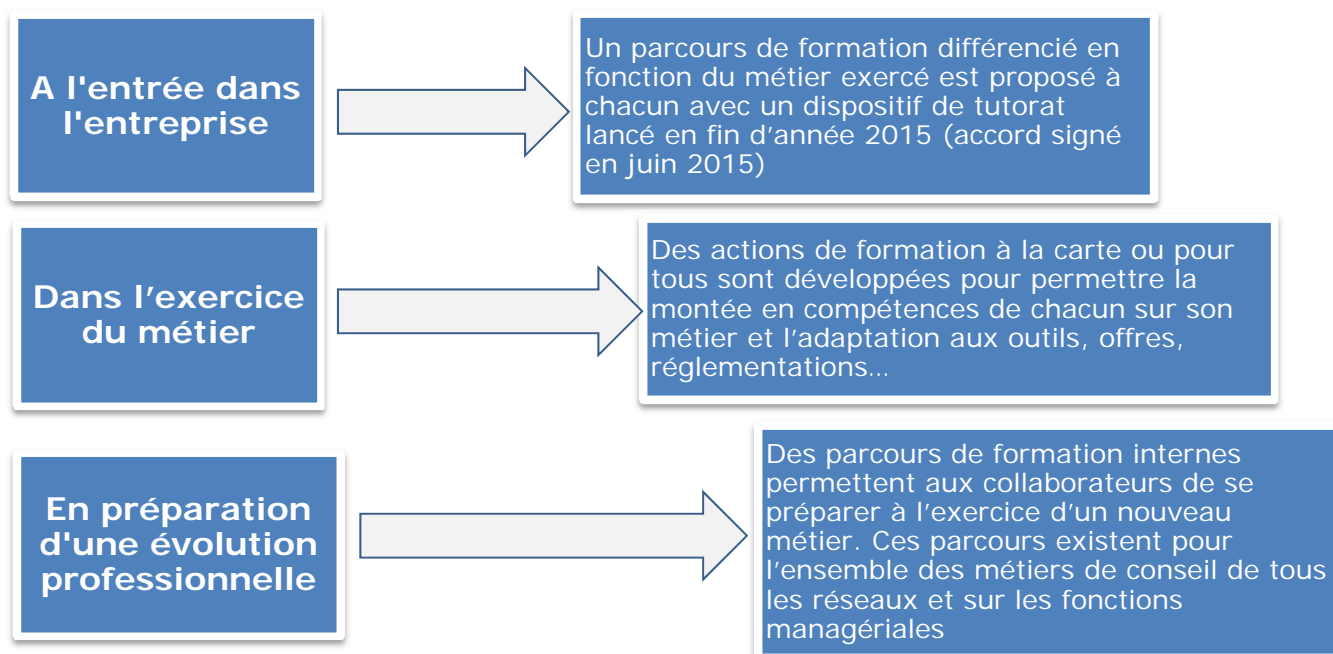 A l'entrée dans
l'entreprise
Un parcours de formation différencié en
fonction du métier exercé est proposé à
chacun avec un dispositif de tutorat
lancé en fin d’année 2015 (accord signé
en juin 2015)
Dans l’exercice
du métier
Des actions de formation à la carte ou pour
tous sont développées pour permettre la
montée en compétences de chacun sur son
métier et l’adaptation aux outils, offres,
réglementations…
En préparation
d'une évolution
professionnelle
Des parcours de formation internes
permettent aux collaborateurs de se
préparer à l’exercice d’un nouveau
métier. Ces parcours existent pour
l’ensemble des métiers de conseil de tous
les réseaux et sur les fonctions
managériales